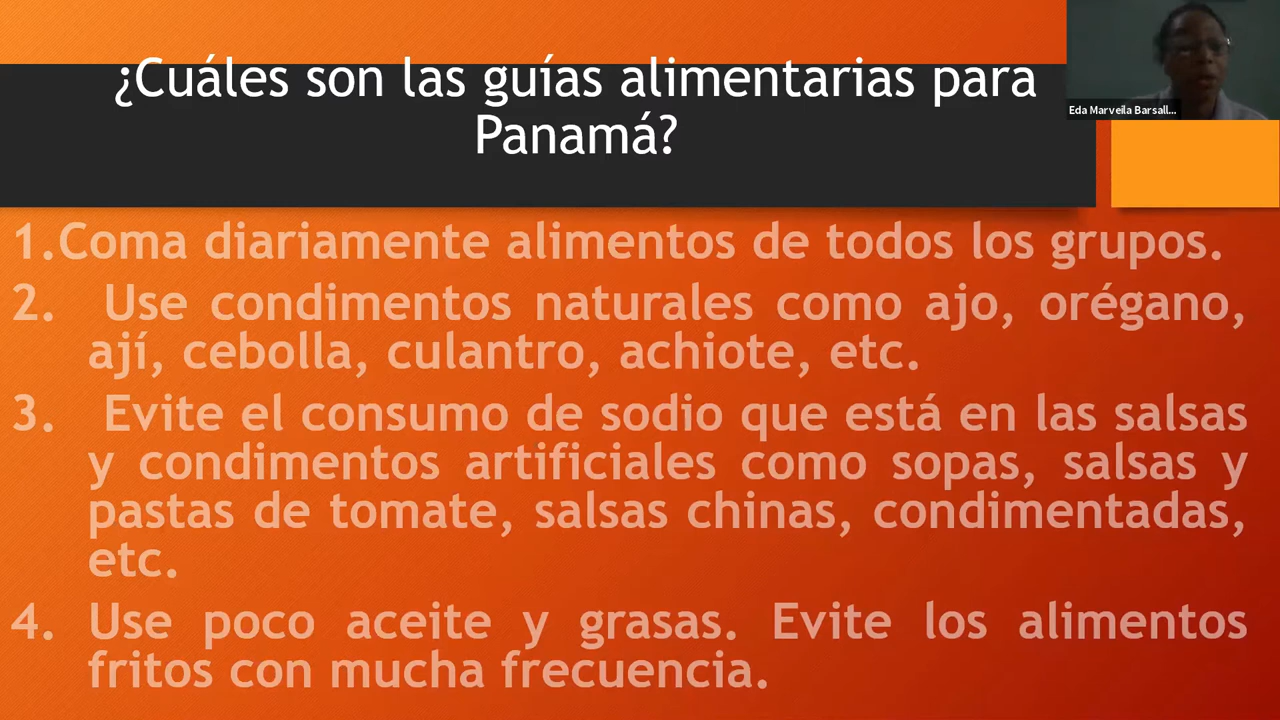 ¿Cuáles son las guías alimentarias para
Panamá?
Eda Marveila Barsall...
1.Coma diariamente alimentos de todos los grupos.
2. Use condimentos naturales como ajo, orégano,
ají, cebolla, culantro, achiote, etc.
3. Evite el consumo de sodio que está en las salsas
y condimentos artificiales como sopas, salsas y
pastas de tomate, salsas chinas, condimentadas,
etc.
4. Use poco aceite y grasas. Evite los alimentos
fritos con mucha frecuencia.